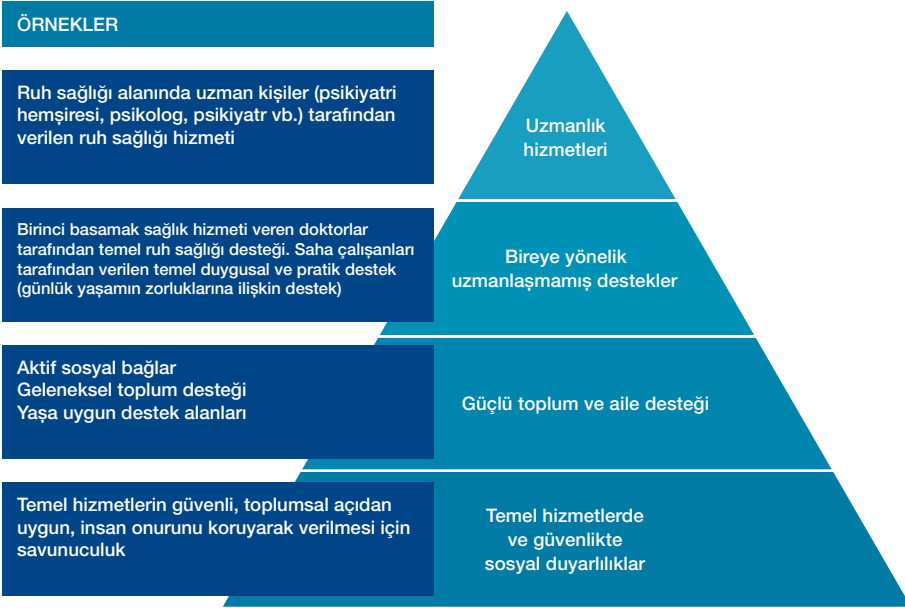 ÖRNEKLER
Ruh sağlığı alanında uzman kişiler (psikiyatri
hemşiresi, psikolog, psikiyatr vb.) tarafından
verilen ruh sağlığı hizmeti
Uzmanlık
hizmetleri
Birinci basamak sağlık hizmeti veren doktorlar
tarafından temel ruh sağlığı desteği. Saha çalışanları
tarafından verilen temel duygusal ve pratik destek
(günlük yaşamın zorluklarına ilişkin destek)
Bireye yönelik
uzmanlaşmamış destekler
Aktif sosyal bağlar
Geleneksel toplum desteği
Yaşa uygun destek alanları
Güçlü toplum ve aile desteği
Temel hizmetlerin güvenli, toplumsal açıdan
uygun, insan onurunu koruyarak verilmesi için
savunuculuk
Temel hizmetlerde
ve güvenlikte
sosyal duyarlılıklar